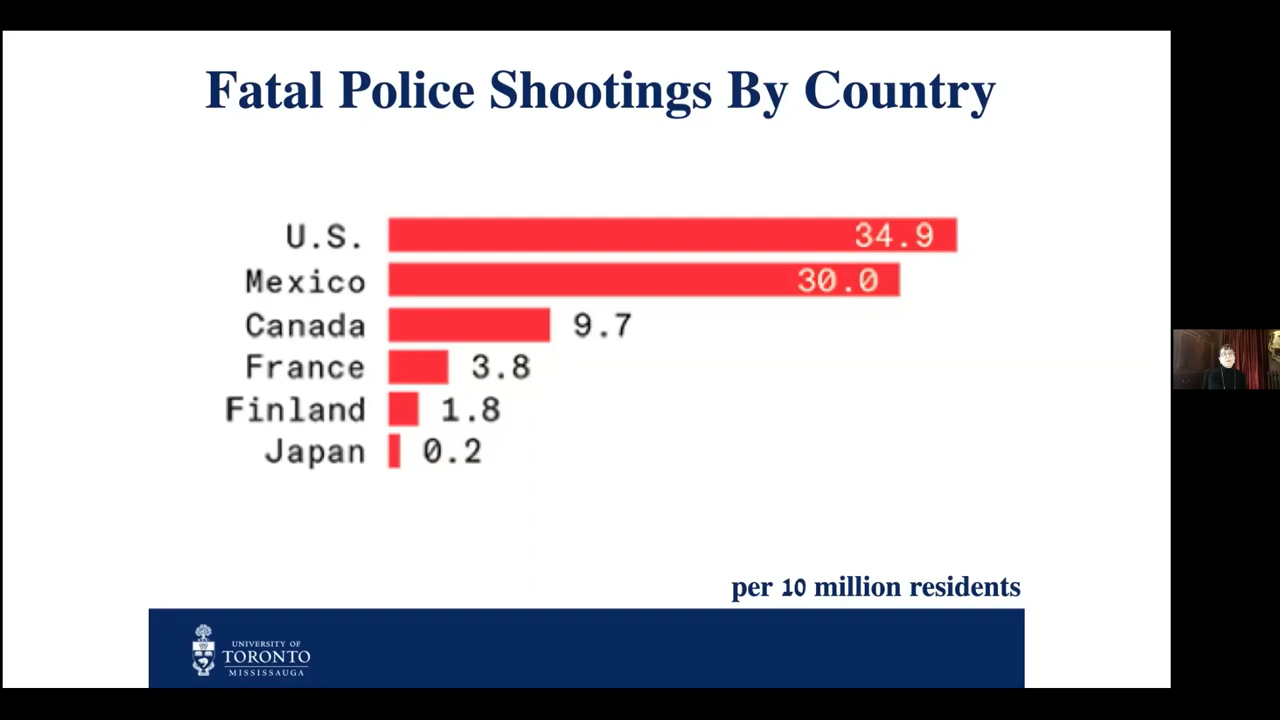 Fatal Police Shootings By Country
U.S. 34.9
Mexico 30.0
Canada 9.7
France 3.8
Finland 1.8
Japan 0.2
per 10 million residents
UNIVERSITY OF
TORONTO
MISSISSAUGA